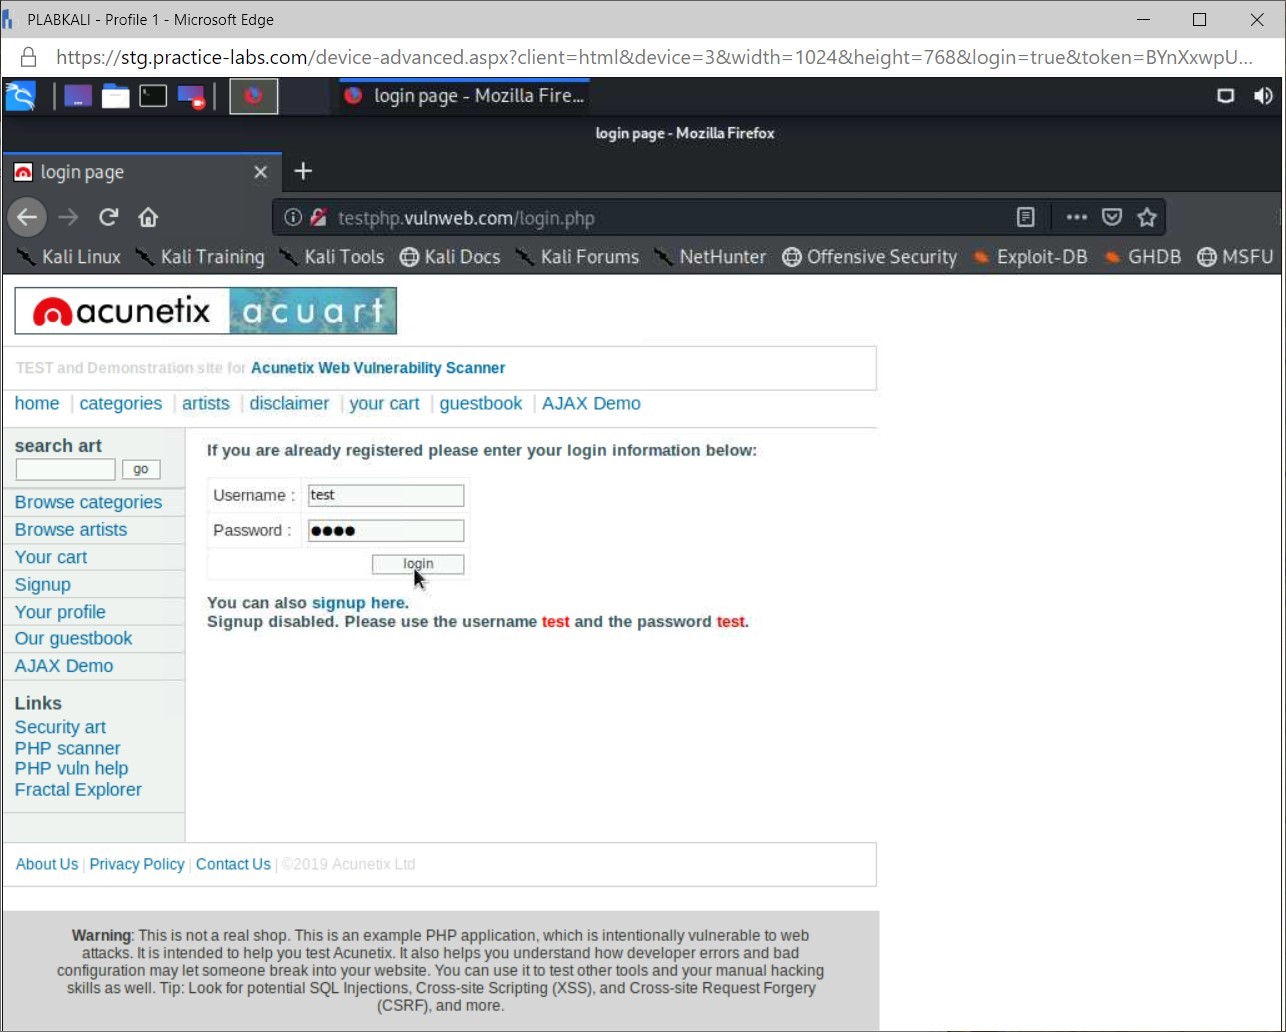 PLABKALI - Profile 1 - Microsoft Edge
https://stg.practice-labs.com/device-advanced.aspx?client=html&device=3&width=1024&height=768&login=true&token=BYnXxwpU...
login page - Mozilla Fire...
login page - Mozilla Firefox
login page
testphp.vulnweb.com/login.php
Kali Linux Kali Training Kali Tools Kali Docs Kali Forums NetHunter Offensive Security Exploit-DB GHDB MSFU
acunetix acuart
TEST and Demonstration site for Acunetix Web Vulnerability Scanner
home | categories | artists | disclaimer | your cart | guestbook | AJAX Demo
search art
go
Browse categories
Browse artists
Your cart
Signup
Your profile
Our guestbook
AJAX Demo
Links
Security art
PHP scanner
PHP vuln help
Fractal Explorer
If you are already registered please enter your login information below:
Username : test
Password : ●●●●
login
You can also signup here.
Signup disabled. Please use the username test and the password test.
About Us | Privacy Policy | Contact Us | ©2019 Acunetix Ltd
Warning: This is not a real shop. This is an example PHP application, which is intentionally vulnerable to web
attacks. It is intended to help you test Acunetix. It also helps you understand how developer errors and bad
configuration may let someone break into your website. You can use it to test other tools and your manual hacking
skills as well. Tip: Look for potential SQL Injections, Cross-site Scripting (XSS), and Cross-site Request Forgery
(CSRF), and more.